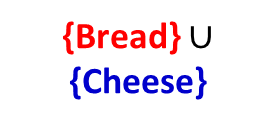 {Bread} ∪
{Cheese}